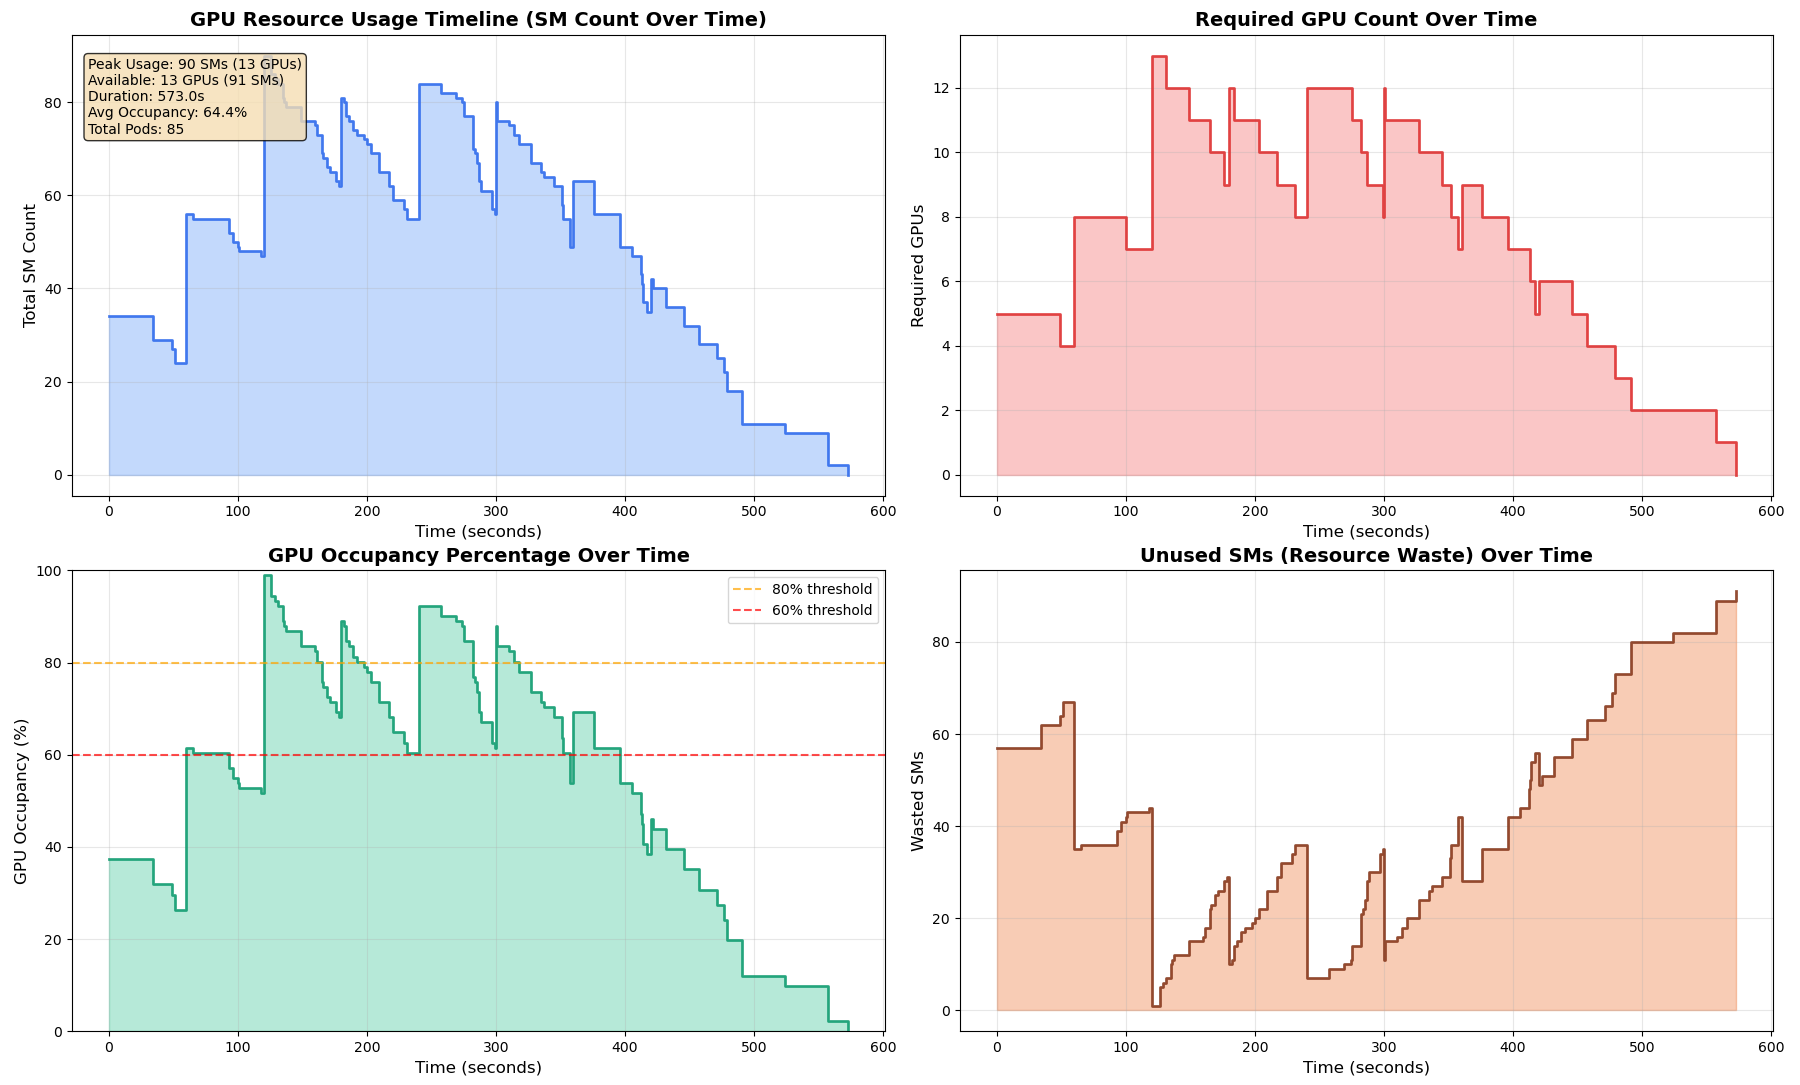 GPU Resource Usage Timeline (SM Count Over Time)
Peak Usage: 90 SMs (13 GPUs)
Available: 13 GPUs (91 SMs)
Duration: 573.0s
Avg Occupancy: 64.4%
Total Pods: 85
Total SM Count
80
60
40
20
0
0 100 200 300 400 500 600
Time (seconds)
Required GPU Count Over Time
Required GPUs
12
10
8
6
4
2
0
0 100 200 300 400 500 600
Time (seconds)
GPU Occupancy Percentage Over Time
80% threshold
60% threshold
GPU Occupancy (%)
100
80
60
40
20
0
0 100 200 300 400 500 600
Time (seconds)
Unused SMs (Resource Waste) Over Time
Wasted SMs
80
60
40
20
0
0 100 200 300 400 500 600
Time (seconds)